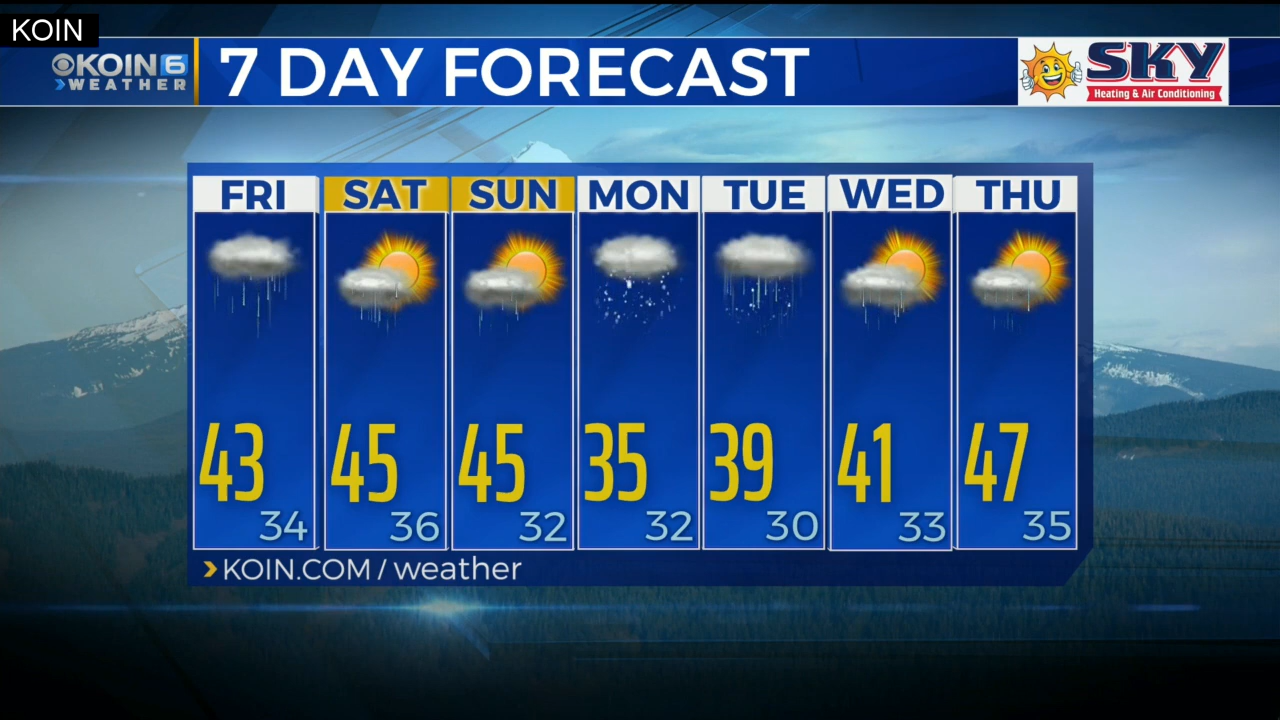 KOIN
KOIN 6
WEATHER
7 DAY FORECAST
SKY
Heating & Air Conditioning
FRI SAT SUN MON TUE WED THU
43 45 45 35 39 41 47
34 36 32 32 30 33 35
KOIN.COM / weather